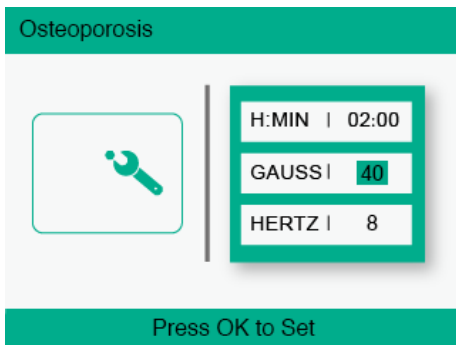 Osteoporosis
H:MIN | 02:00
GAUSS | 40
HERTZ | 8
Press OK to Set